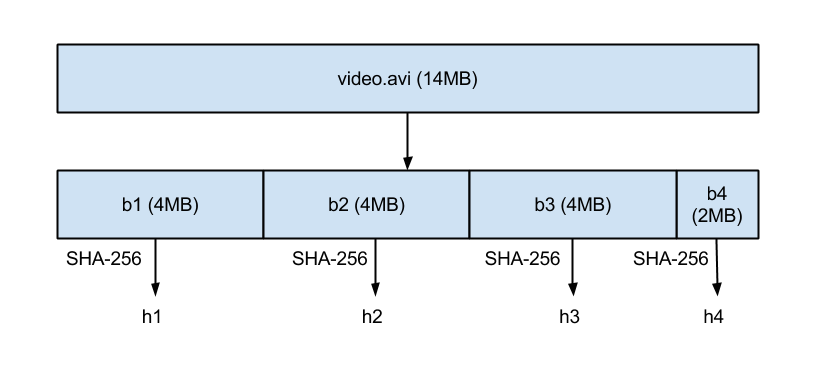 video.avi (14MB)
b1 (4MB)
b2 (4MB)
b3 (4MB)
b4
(2MB)
SHA-256
SHA-256
SHA-256
SHA-256
h1
h2
h3
h4